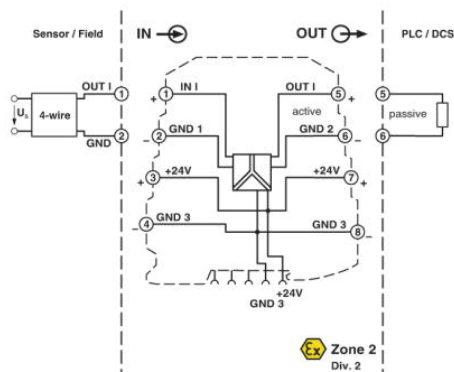 Sensor / Field
IN
OUT
PLC / DCS
OUT I
1
1
IN I
OUT I
5
5
+
+
Us
4-wire
active
passive
GND
2
2
GND 1
GND 2
6
6
−
−
3
+24V
+24V
7
+
+
4
GND 3
GND 3
8
−
−
+24V
GND 3
Ex
Zone 2
Div. 2